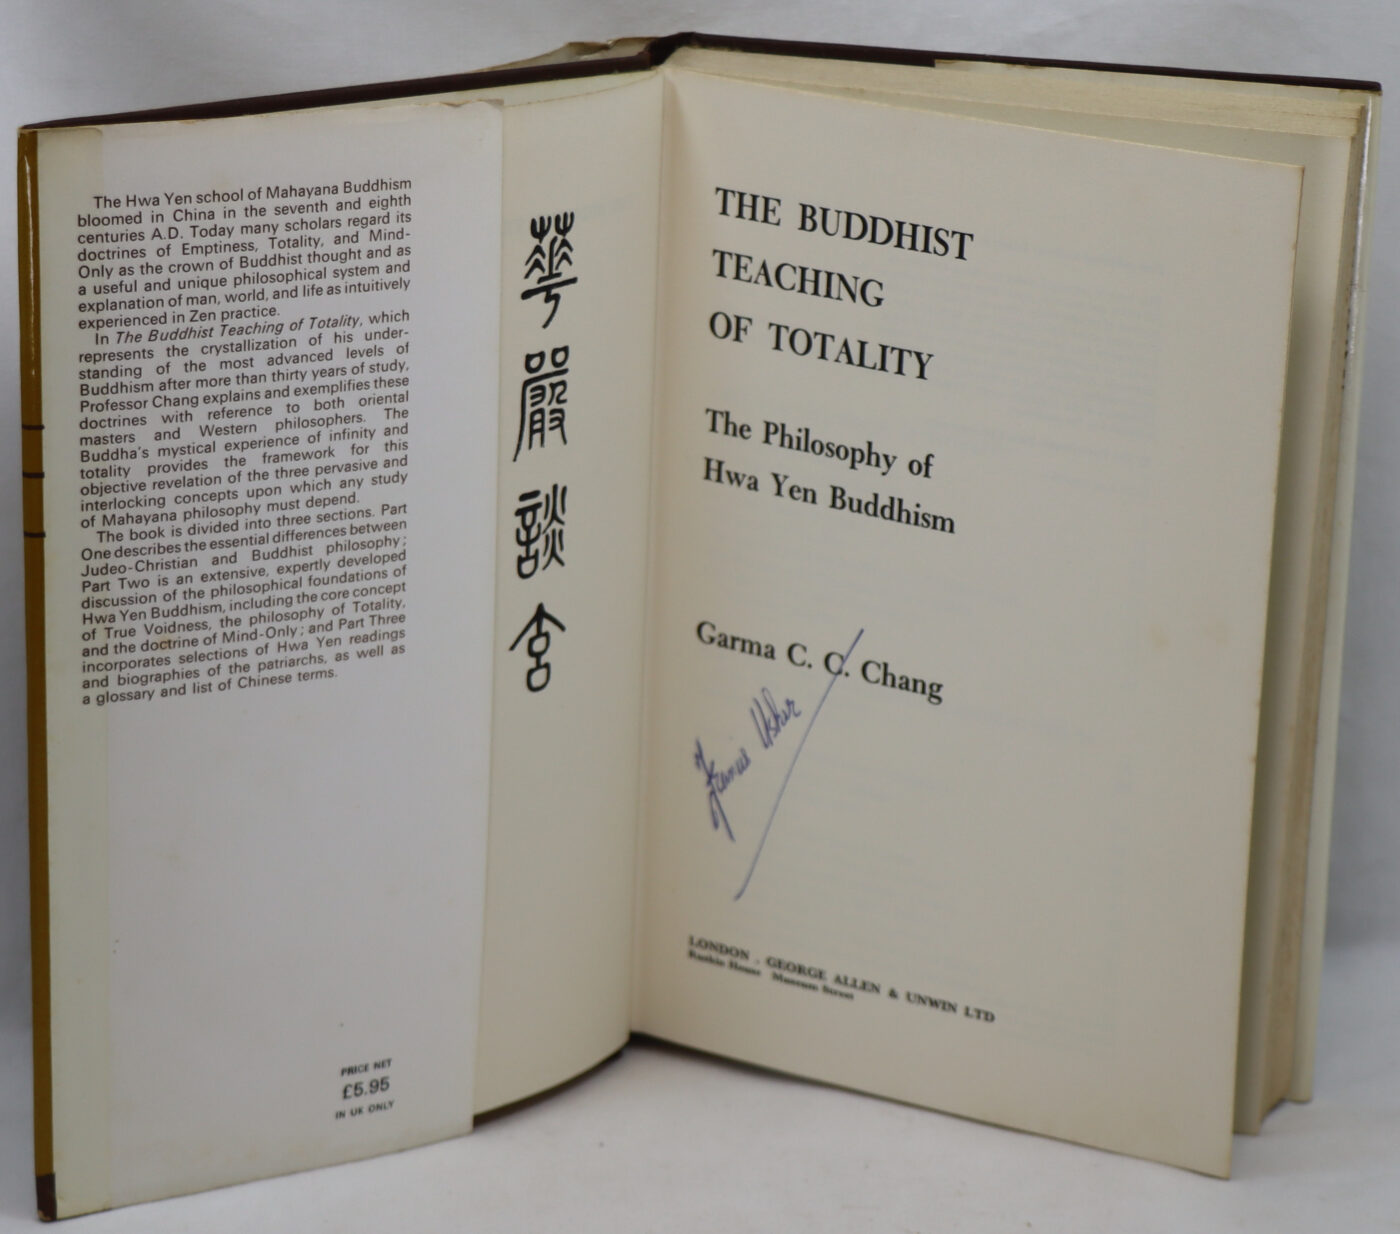 The Hwa Yen school of Mahayana Buddhism
bloomed in China in the seventh and eighth
centuries A.D. Today many scholars regard its
doctrines of Emptiness, Totality, and Mind-
Only as the crown of Buddhist thought and as
a useful and unique philosophical system and
explanation of man, world, and life as intuitively
experienced in Zen practice.
In The Buddhist Teaching of Totality, which
represents the crystallization of his under-
standing of the most advanced levels of
Buddhism after more than thirty years of study,
Professor Chang explains and exemplifies these
doctrines with reference to both oriental
masters and Western philosophers. The
Buddha's mystical experience of infinity and
totality provides the framework for this
objective revelation of the three pervasive and
interlocking concepts upon which any study
of Mahayana philosophy must depend.
The book is divided into three sections. Part
One describes the essential differences between
Judeo-Christian and Buddhist philosophy;
Part Two is an extensive, expertly developed
discussion of the philosophical foundations of
Hwa Yen Buddhism, including the core concept
of True Voidness, the philosophy of Totality,
and the doctrine of Mind-Only; and Part Three
incorporates selections of Hwa Yen readings
and biographies of the patriarchs, as well as
a glossary and list of Chinese terms.
PRICE NET
£5.95
IN UK ONLY
華
嚴
談
THE BUDDHIST
TEACHING
OF TOTALITY
The Philosophy of
Hwa Yen Buddhism
Garma C. C. Chang
Usher
LONDON . GEORGE ALLEN & UNWIN LTD
Ruskin House Museum Street